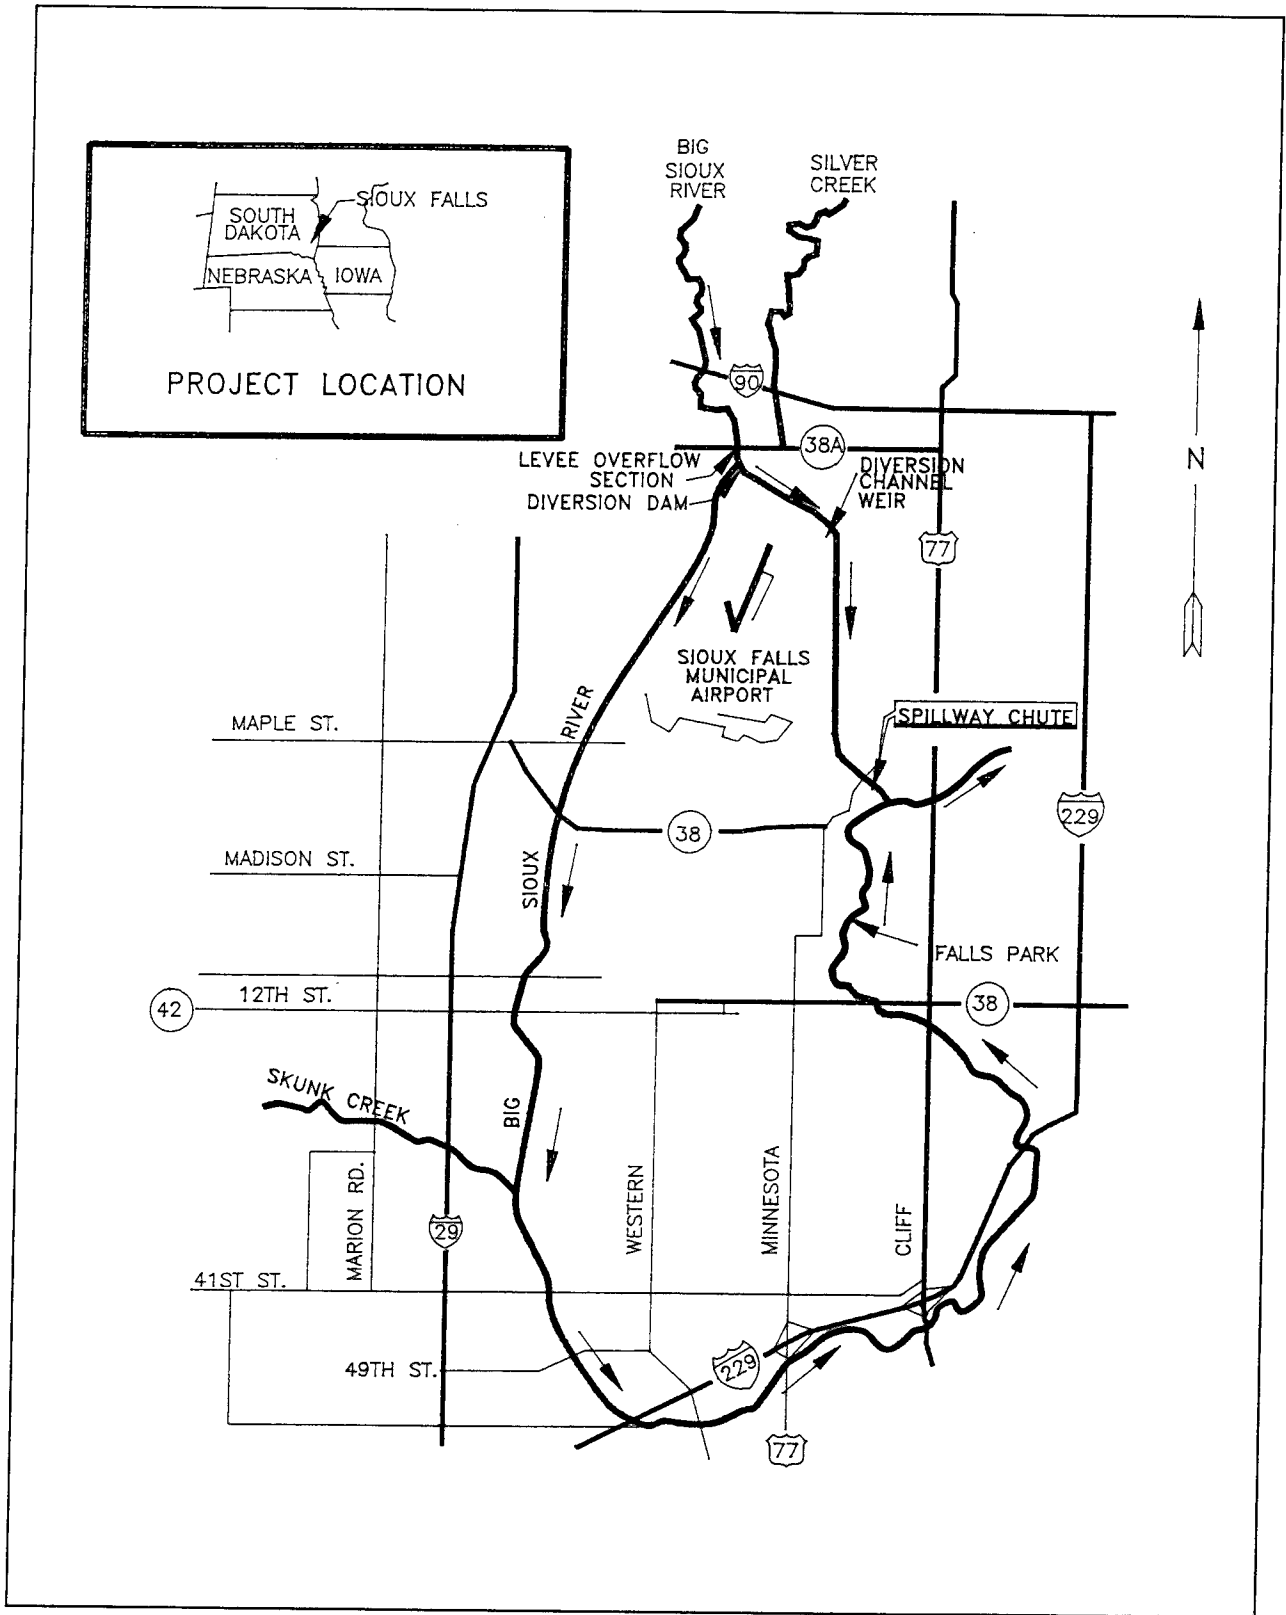 BIG
SIOUX
RIVER
SILVER
CREEK
SIOUX FALLS
SOUTH
DAKOTA
NEBRASKA
IOWA
PROJECT LOCATION
90
38A
LEVEE OVERFLOW
SECTION
DIVERSION DAM
DIVERSION
CHANNEL
WEIR
N
77
SIOUX FALLS
MUNICIPAL
AIRPORT
SPILLWAY CHUTE
MAPLE ST.
RIVER
38
229
MADISON ST.
SIOUX
FALLS PARK
12TH ST.
42
38
SKUNK CREEK
BIG
MARION RD.
29
WESTERN
MINNESOTA
CLIFF
41ST ST.
49TH ST.
229
77